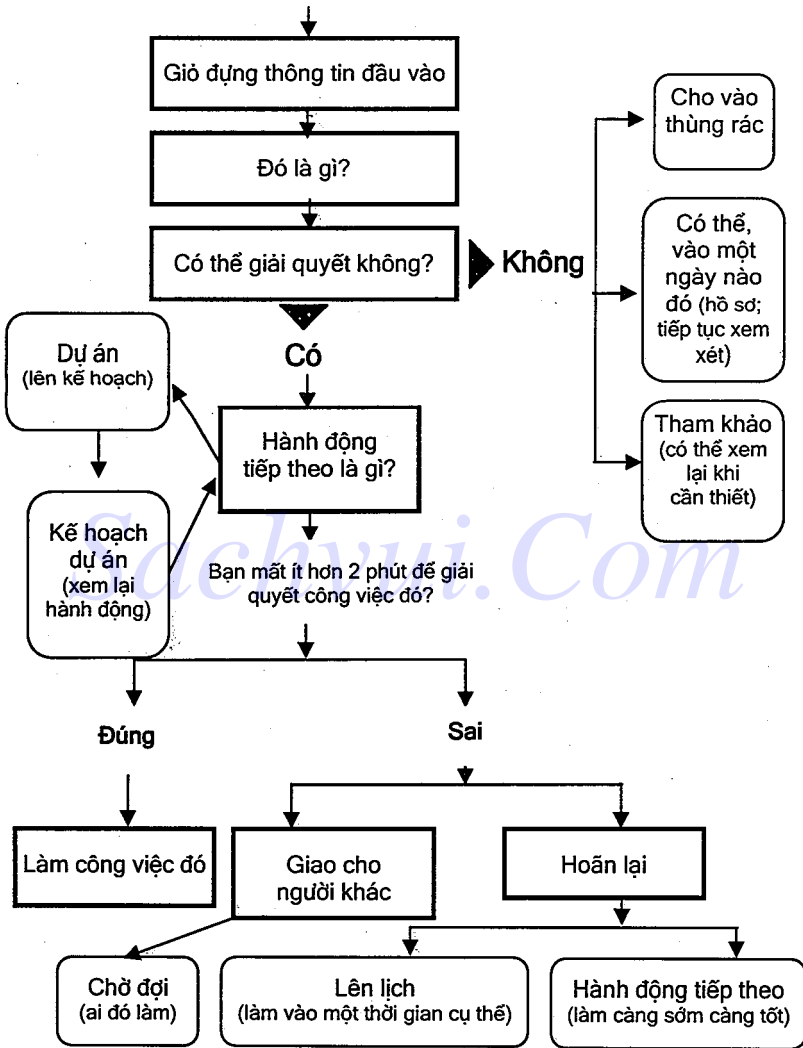 Giỏ đựng thông tin đầu vào
Đó là gì?
Có thể giải quyết không?
Không
Cho vào
thùng rác
Có thể,
vào một
ngày nào
đó (hồ sơ;
tiếp tục xem
xét)
Tham khảo
(có thể xem
lại khi
cần thiết)
Có
Dự án
(lên kế hoạch)
Hành động
tiếp theo là gì?
Kế hoạch
dự án
(xem lại
hành động)
Sachvui.Com
Bạn mất ít hơn 2 phút để giải
quyết công việc đó?
Đúng
Sai
Làm công việc đó
Giao cho
người khác
Hoãn lại
Chờ đợi
(ai đó làm)
Lên lịch
(làm vào một thời gian cụ thể)
Hành động tiếp theo
(làm càng sớm càng tốt)